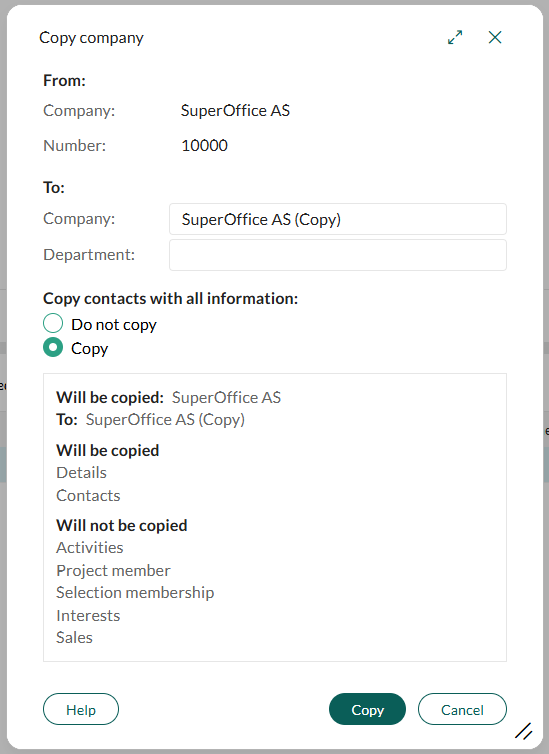 Copy company
From:
Company: SuperOffice AS
Number: 10000
To:
Company: SuperOffice AS (Copy)
Department:
Copy contacts with all information:
Do not copy
Copy
Will be copied: SuperOffice AS
To: SuperOffice AS (Copy)
Will be copied
Details
Contacts
Will not be copied
Activities
Project member
Selection membership
Interests
Sales
Help Copy Cancel